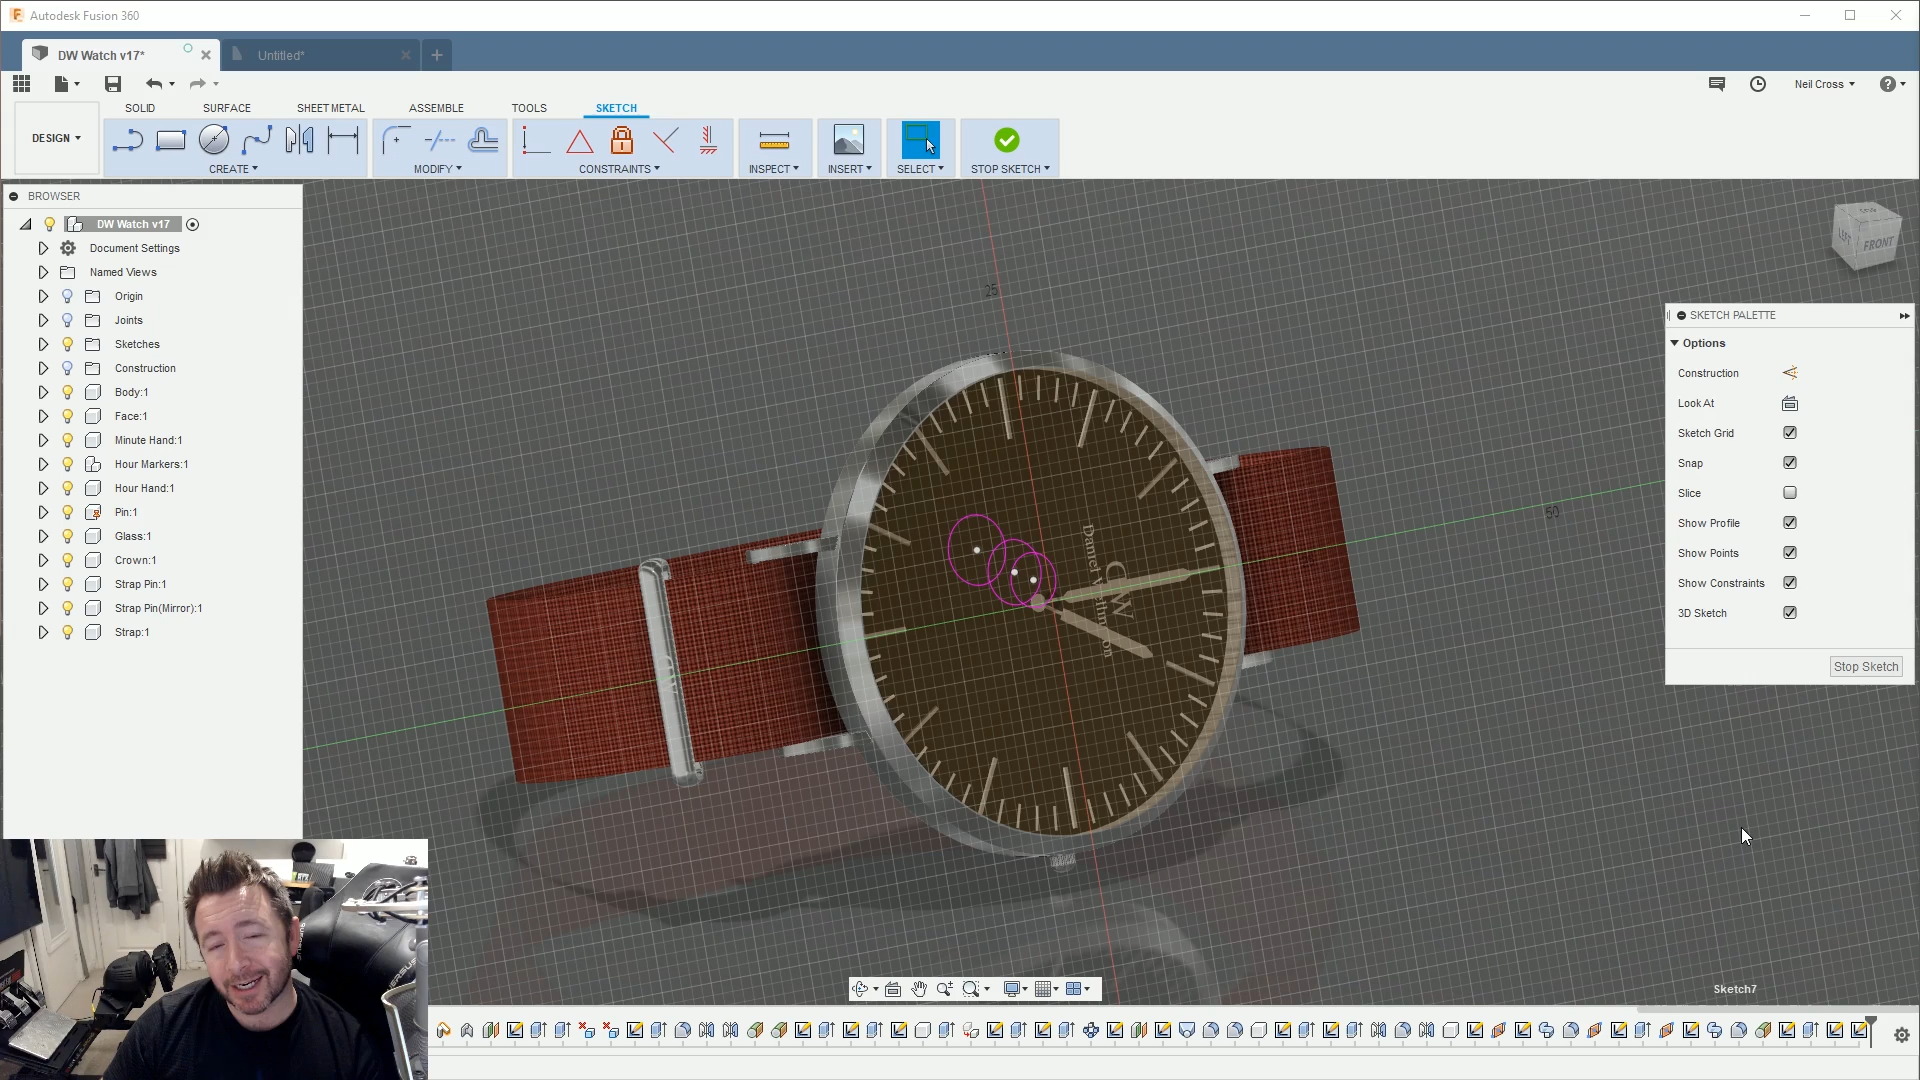 Autodesk Fusion 360
DW Watch v17*
Untitled*
Neil Cross
DESIGN
SOLID
SURFACE
SHEET METAL
ASSEMBLE
TOOLS
SKETCH
CREATE
MODIFY
CONSTRAINTS
INSPECT
INSERT
SELECT
STOP SKETCH
BROWSER
DW Watch v17
Document Settings
Named Views
Origin
Joints
Sketches
Construction
Body:1
Face:1
Minute Hand:1
Hour Markers:1
Hour Hand:1
Pin:1
Glass:1
Crown:1
Strap Pin:1
Strap Pin(Mirror):1
Strap:1
25
50
LEFT
FRONT
SKETCH PALETTE
Options
Construction
Look At
Sketch Grid
Snap
Slice
Show Profile
Show Points
Show Constraints
3D Sketch
Stop Sketch
Daniel
Sketch7